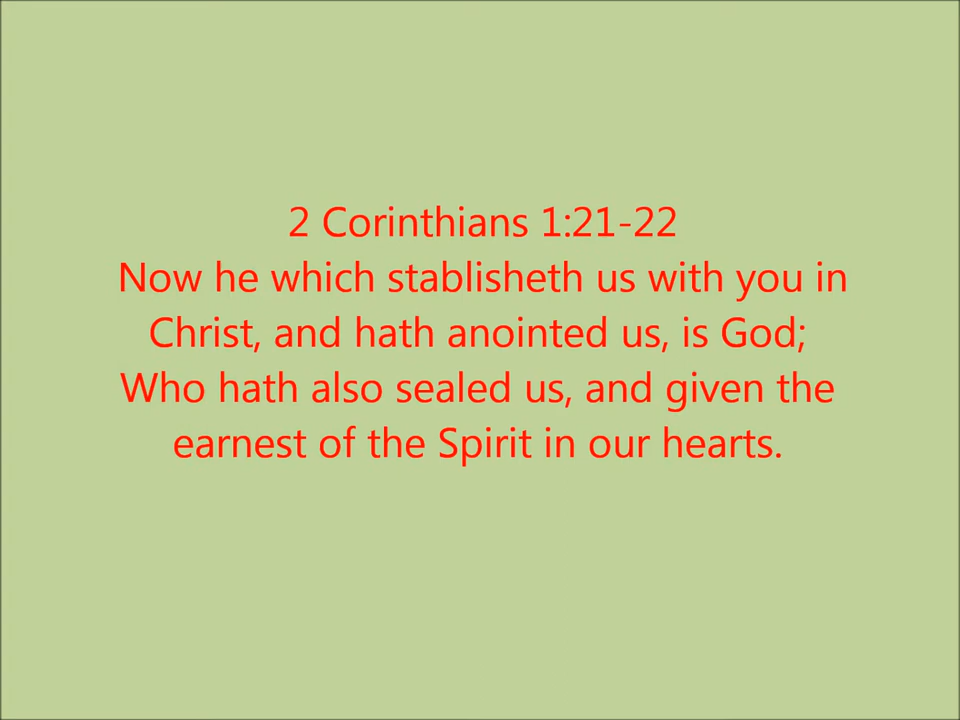 2 Corinthians 1:21-22
Now he which stablisheth us with you in
Christ, and hath anointed us, is God;
Who hath also sealed us, and given the
earnest of the Spirit in our hearts.